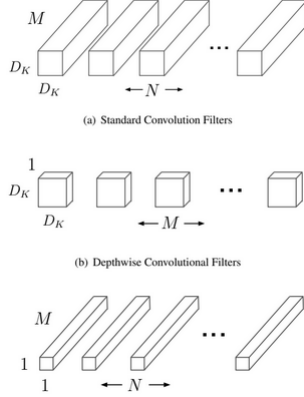 M
D_K
D_K
N
...
(a) Standard Convolution Filters
1
D_K
D_K
M
...
(b) Depthwise Convolutional Filters
M
1
1
N
...